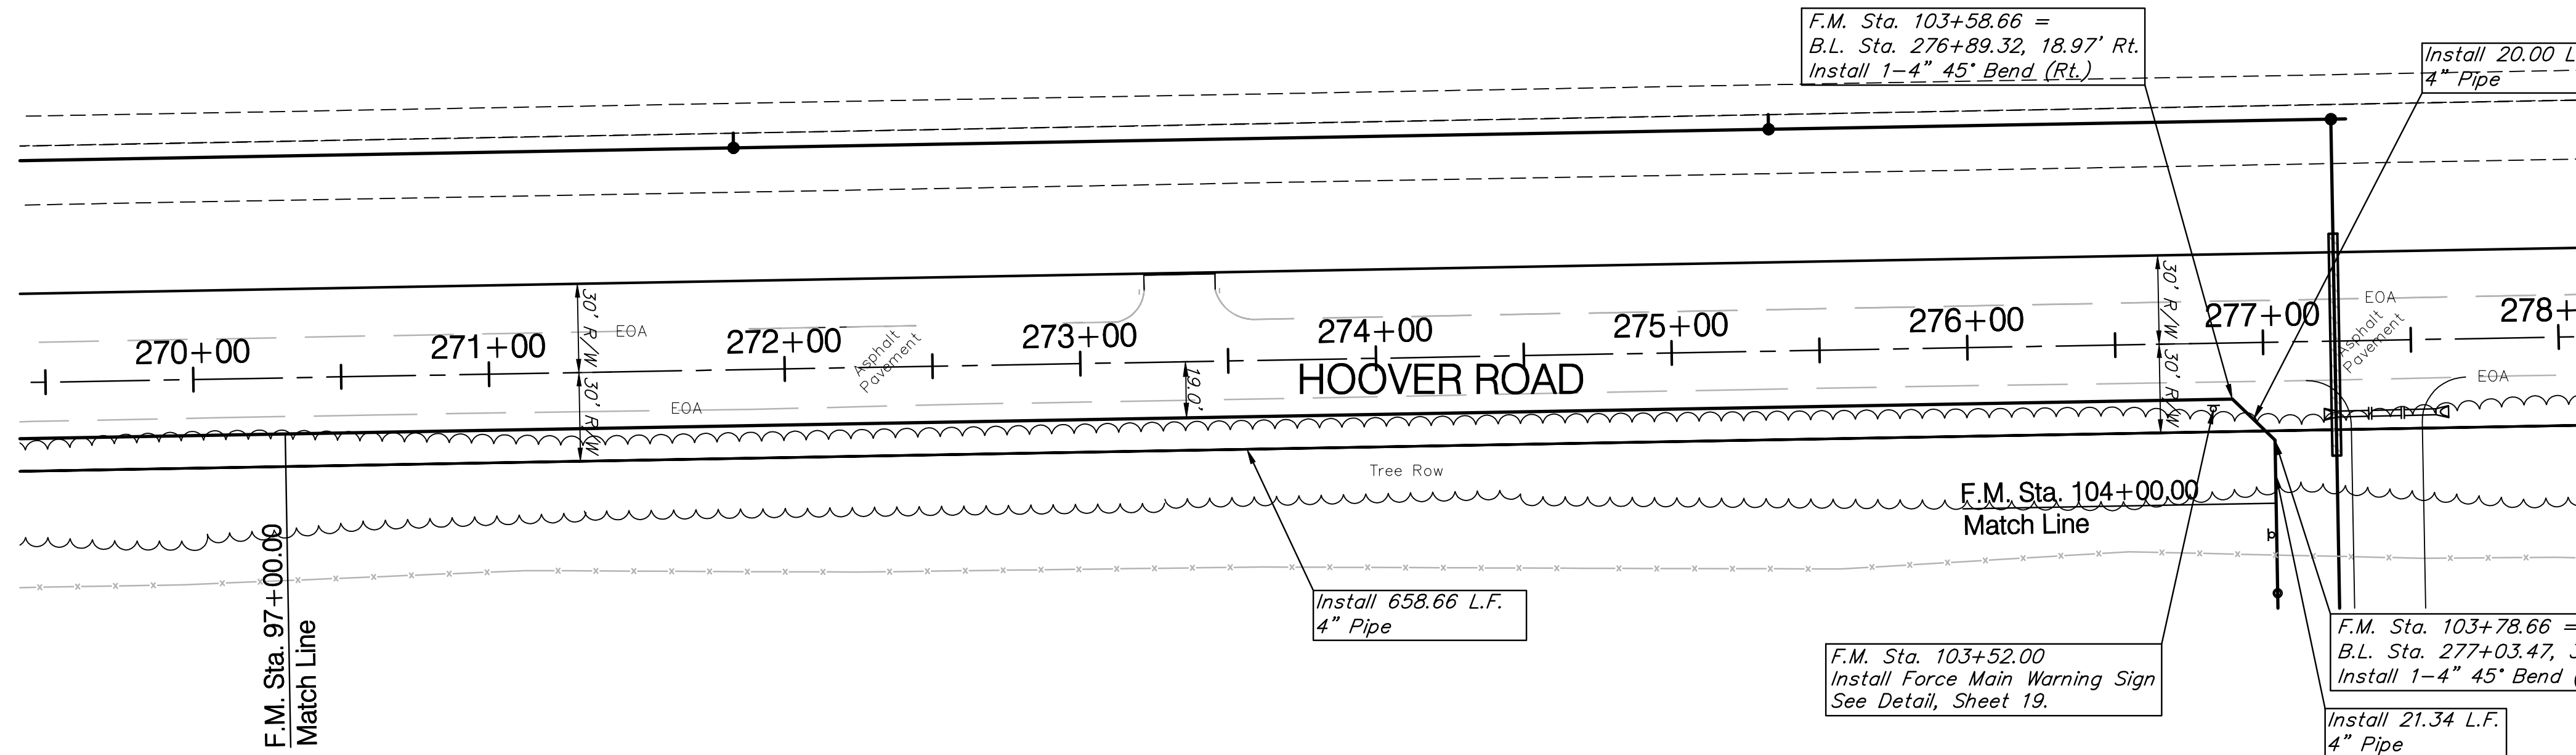 F.M. Sta. 103+58.66 =
B.L. Sta. 276+89.32, 18.97' Rt.
Install 1-4" 45° Bend (Rt.)
Install 20.00 L
4" Pipe
30' R/W
30' R/W
EOA
EOA
270+00
271+00
272+00
273+00
274+00
275+00
276+00
277+00
278+
Asphalt
Pavement
Asphalt
Pavement
HOOVER ROAD
19.0'
30' R/W
30' R/W
EOA
EOA
Tree Row
F.M. Sta. 104+00.00
Match Line
F.M. Sta. 97+00.00
Match Line
Install 658.66 L.F.
4" Pipe
F.M. Sta. 103+52.00
Install Force Main Warning Sign
See Detail, Sheet 19.
F.M. Sta. 103+78.66 =
B.L. Sta. 277+03.47,
Install 1-4" 45° Bend
Install 21.34 L.F.
4" Pipe